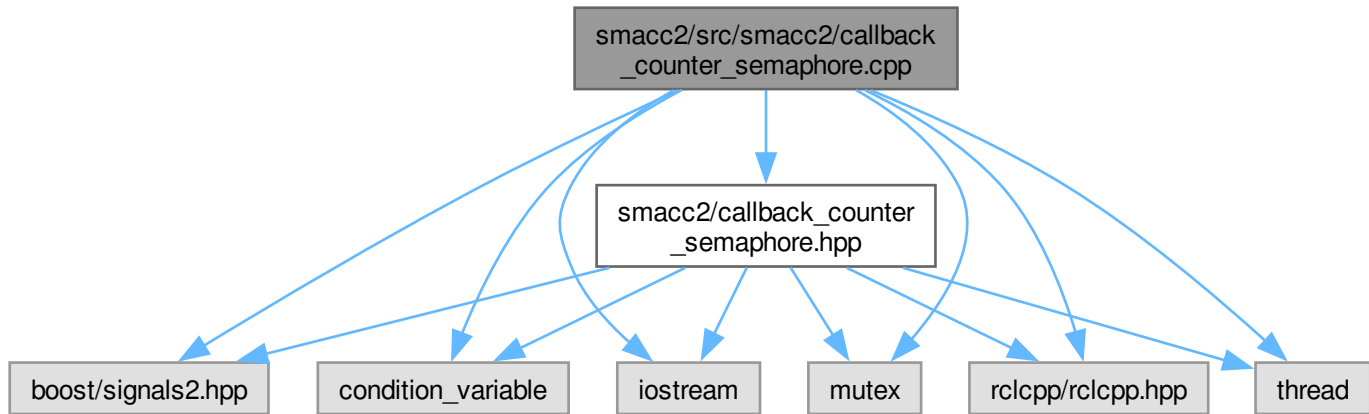 smacc2/src/smacc2/callback
_counter_semaphore.cpp
smacc2/callback_counter
_semaphore.hpp
boost/signals2.hpp
condition_variable
iostream
mutex
rclcpp/rclcpp.hpp
thread